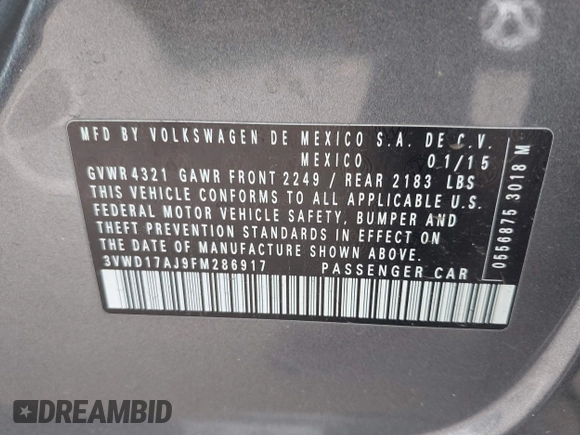 MFD BY VOLKSWAGEN DE MEXICO S.A. DE C.V.
MEXICO 01/15
GVWR 4321 GAWR FRONT 2249 / REAR 2183 LBS
THIS VEHICLE CONFORMS TO ALL APPLICABLE U.S.
FEDERAL MOTOR VEHICLE SAFETY, BUMPER AND
THEFT PREVENTION STANDARDS IN EFFECT ON
THE DATE OF MANUFACTURE SHOWN ABOVE.
3VWD17AJ9FM286917 PASSENGER CAR
0556875 3018 M
DREAMBID